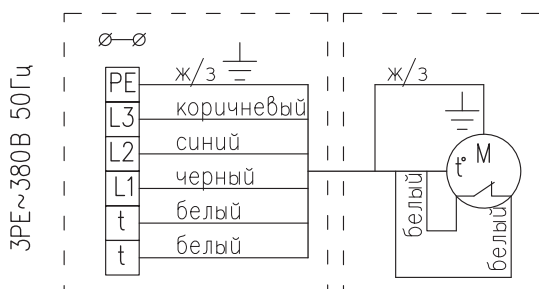 3PE~380В 50Гц
PE ж/з
L3 коричневый
L2 синий
L1 черный
t белый
t белый
ж/з
t° M
белый
белый